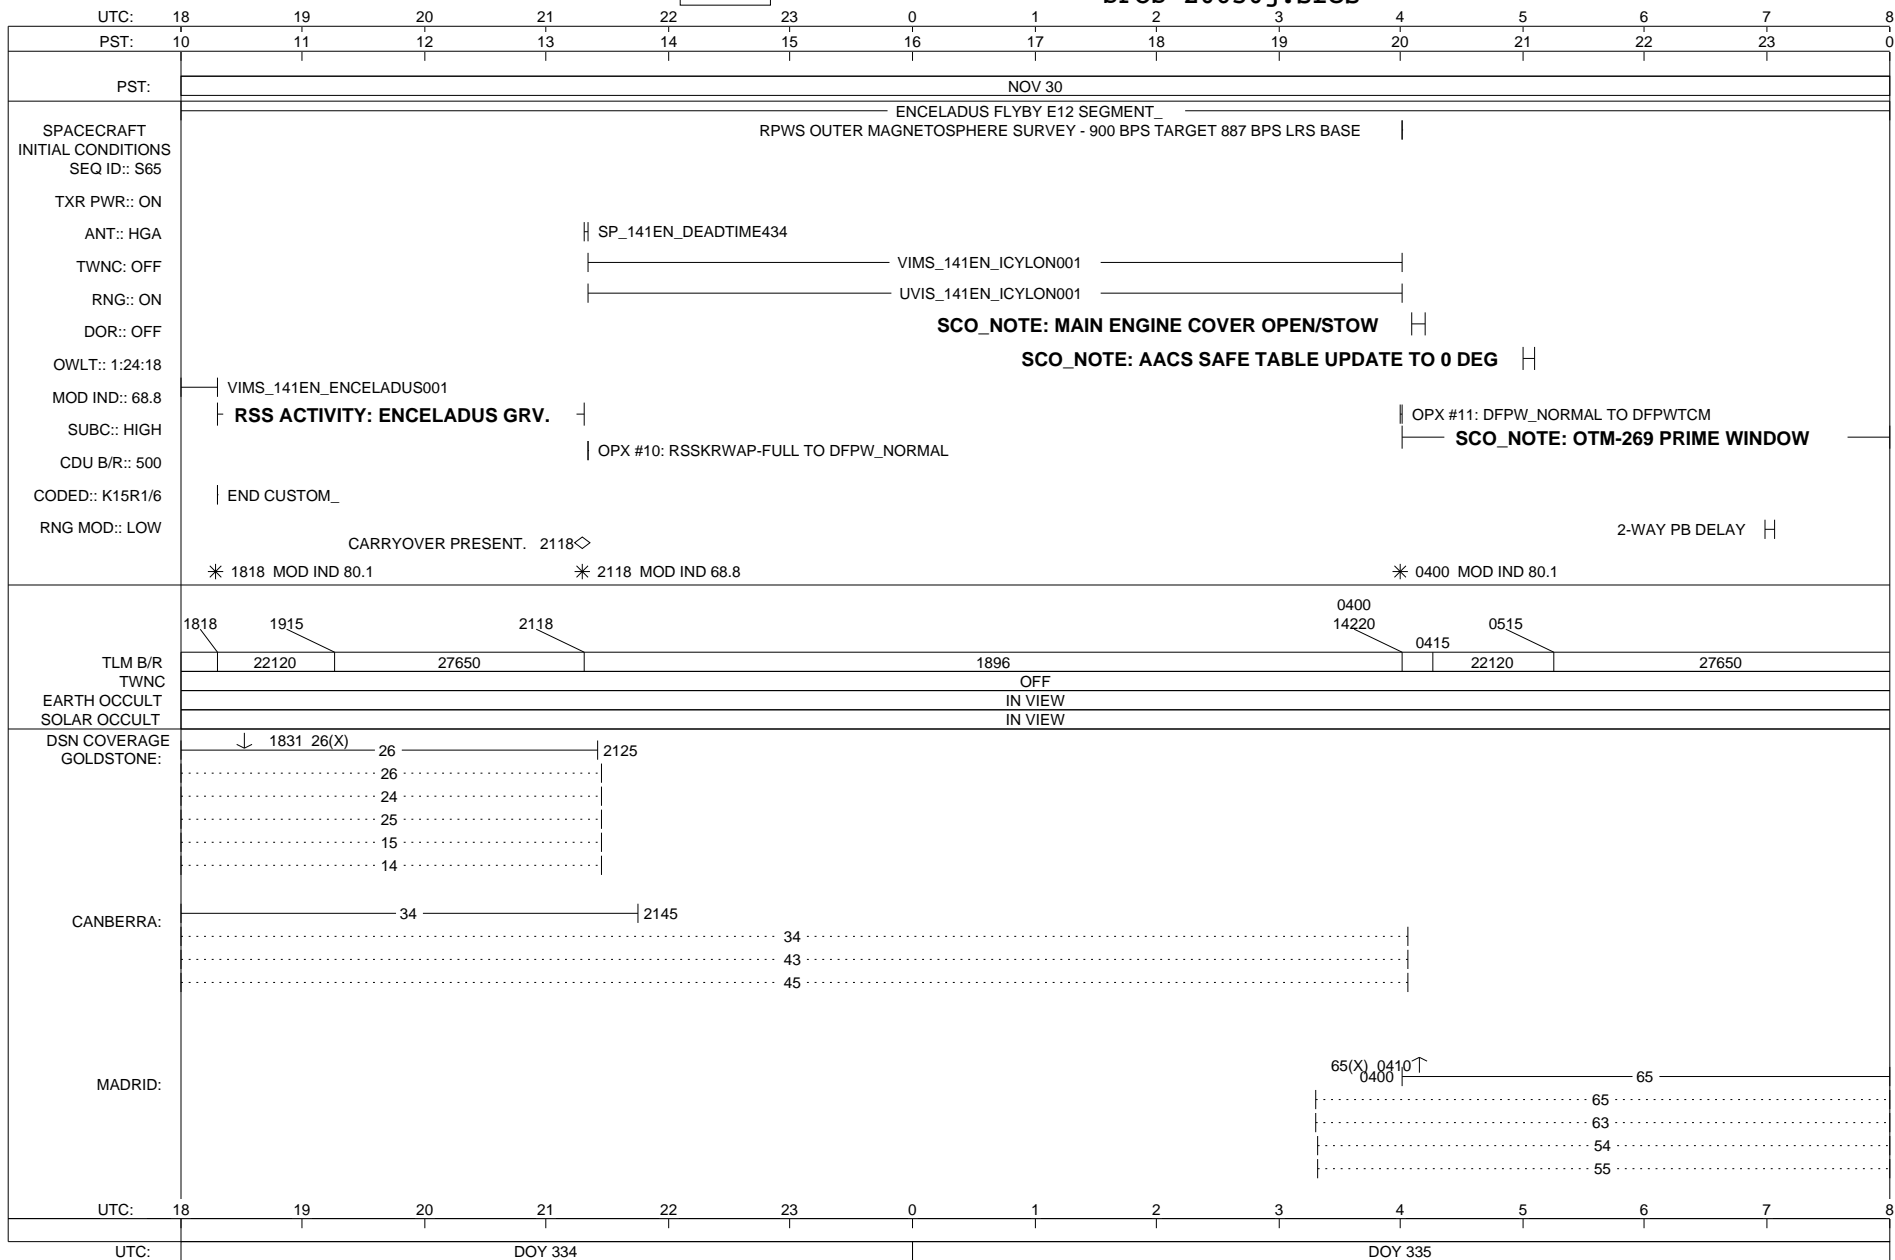 UTC: 18 19 20 21 22 23 0 1 2 3 4 5 6 7 8
PST: 10 11 12 13 14 15 16 17 18 19 20 21 22 23 0
PST: NOV 30
ENCELADUS FLYBY E12 SEGMENT_
SPACECRAFT RPWS OUTER MAGNETOSPHERE SURVEY - 900 BPS TARGET 887 BPS LRS BASE
INITIAL CONDITIONS
SEQ ID:: S65
TXR PWR:: ON
ANT:: HGA SP_141EN_DEADTIME434
TWNC: OFF VIMS_141EN_ICYLON001
RNG:: ON UVIS_141EN_ICYLON001
DOR:: OFF SCO_NOTE: MAIN ENGINE COVER OPEN/STOW
OWLT:: 1:24:18 SCO_NOTE: AACS SAFE TABLE UPDATE TO 0 DEG
VIMS_141EN_ENCELADUS001
MOD IND:: 68.8
RSS ACTIVITY: ENCELADUS GRV. OPX #11: DFPW_NORMAL TO DFPWTCM
SUBC:: HIGH SCO_NOTE: OTM-269 PRIME WINDOW
OPX #10: RSSKRWAP-FULL TO DFPW_NORMAL
CDU B/R:: 500
CODED:: K15R1/6 END CUSTOM_
RNG MOD:: LOW 2-WAY PB DELAY
CARRYOVER PRESENT. 2118
1818 MOD IND 80.1 2118 MOD IND 68.8 0400 MOD IND 80.1
0400
1818 1915 2118 14220 0515
0415
TLM B/R 22120 27650 1896 22120 27650
TWNC OFF
EARTH OCCULT IN VIEW
SOLAR OCCULT IN VIEW
DSN COVERAGE 1831 26(X)
GOLDSTONE: 26 2125
26
24
25
15
14
CANBERRA: 34 2145
34
43
45
65(X) 0410
MADRID: 0400 65
65
63
54
55
UTC: 18 19 20 21 22 23 0 1 2 3 4 5 6 7 8
UTC: DOY 334 DOY 335